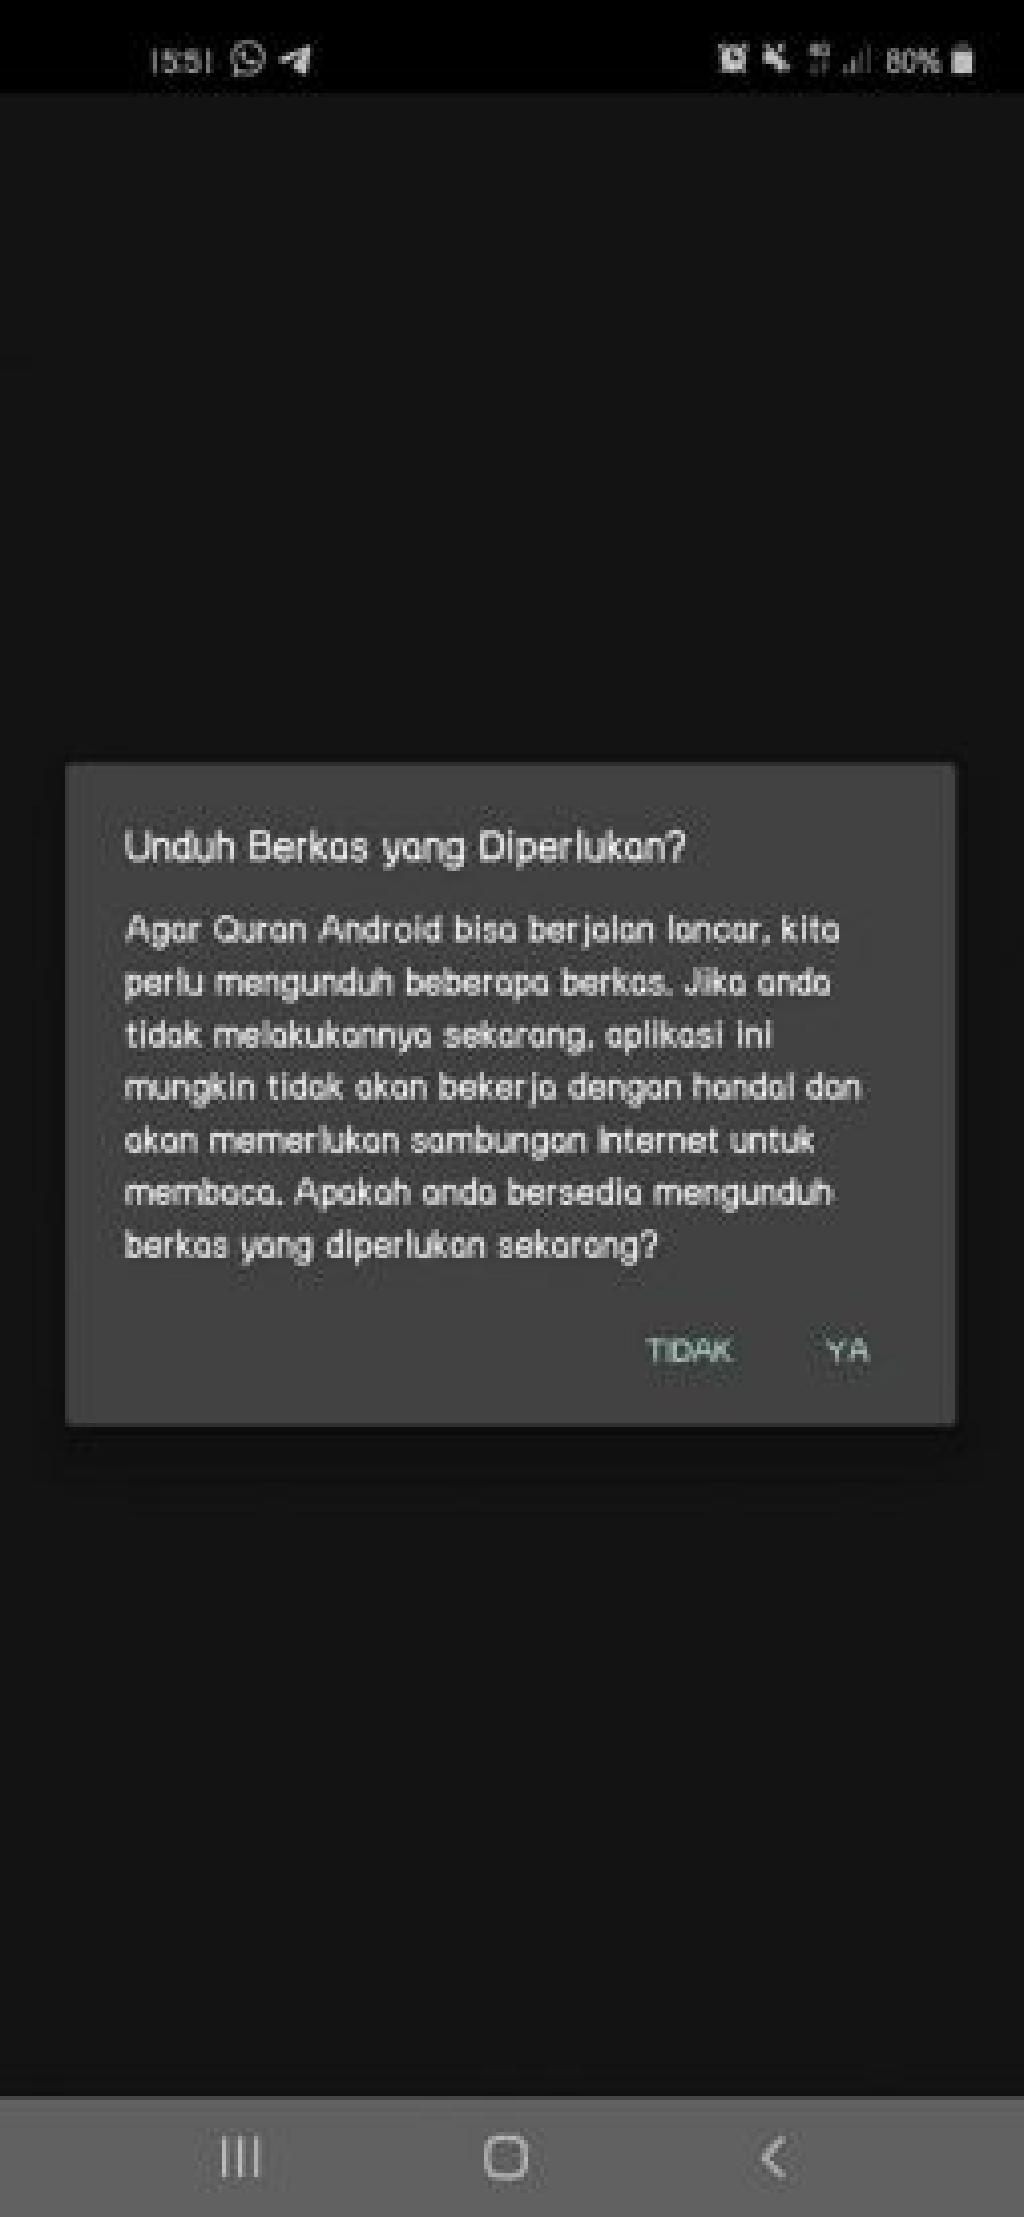 15:51
80%
Unduh Berkas yang Diperlukan?
Agar Quran Android bisa berjalan lancar, kita
perlu mengunduh beberapa berkas. Jika anda
tidak melakukannya sekarang, aplikasi ini
mungkin tidak akan bekerja dengan handal dan
akan memerlukan sambungan Internet untuk
membaca. Apakah anda bersedia mengunduh
berkas yang diperlukan sekarang?
TIDAK YA